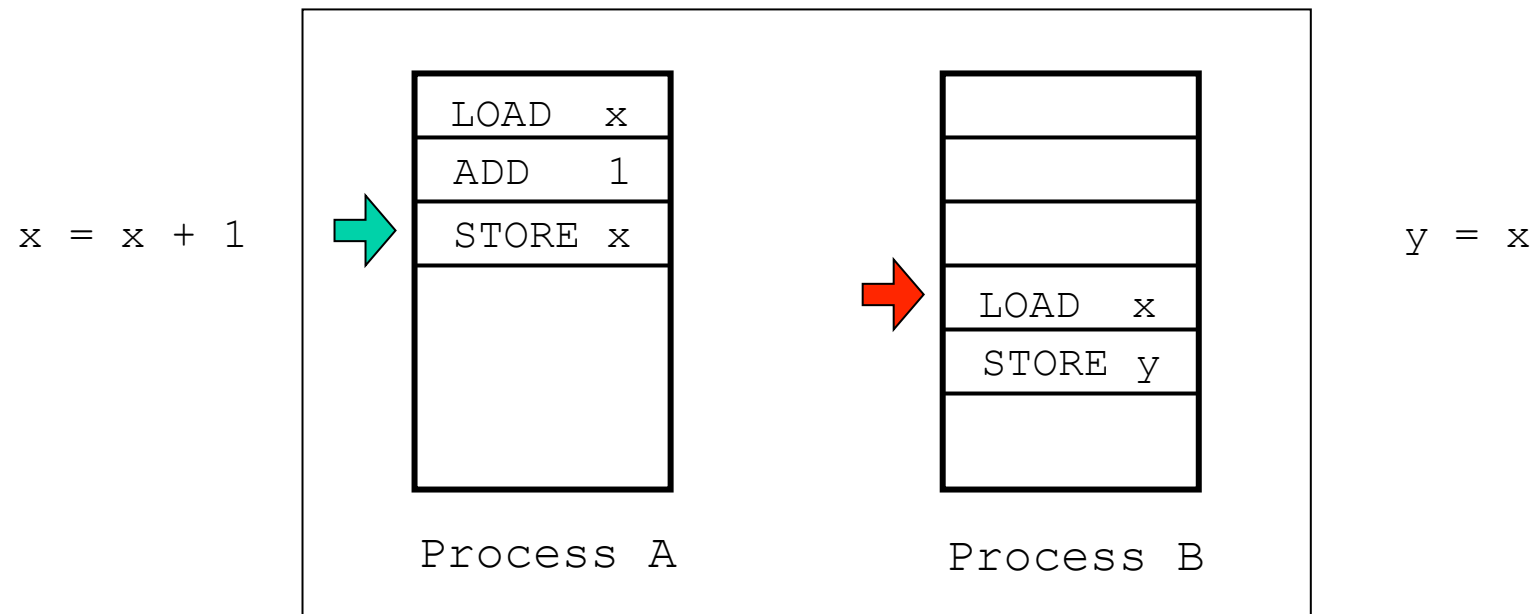 x = x + 1
LOAD x
ADD 1
STORE x
Process A
LOAD x
STORE y
Process B
y = x